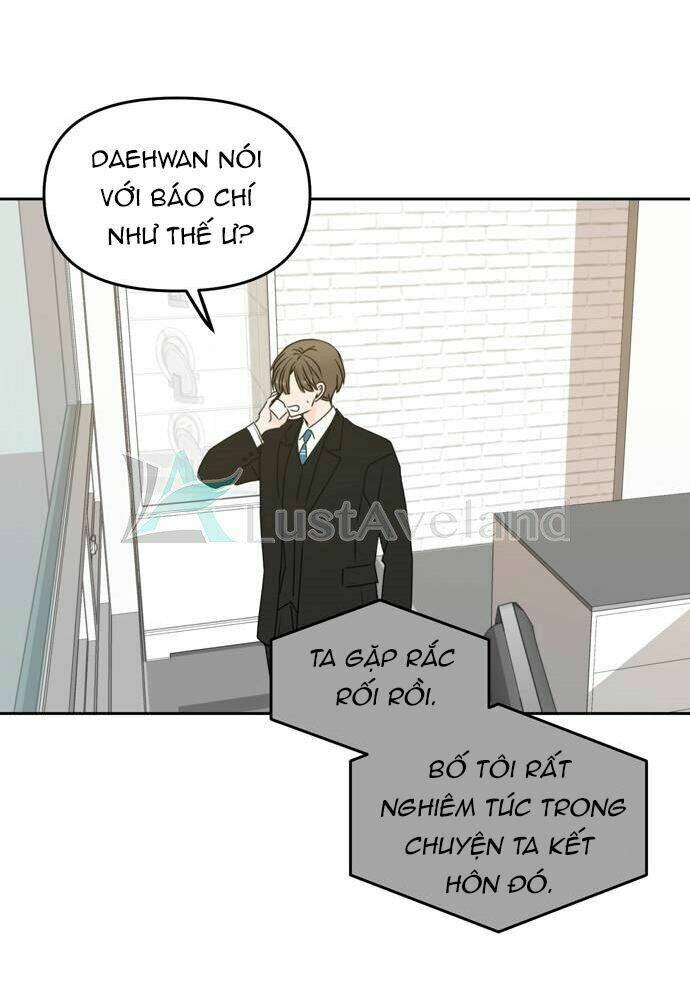 DAEHWAN NÓI
VỚI BÁO CHÍ
NHƯ THẾ Ư?
LustAveland
TA GẶP RẮC
RỐI RỒI.
BỐ TÔI RẤT
NGHIÊM TÚC TRONG
CHUYỆN TA KẾT
HÔN ĐÓ.